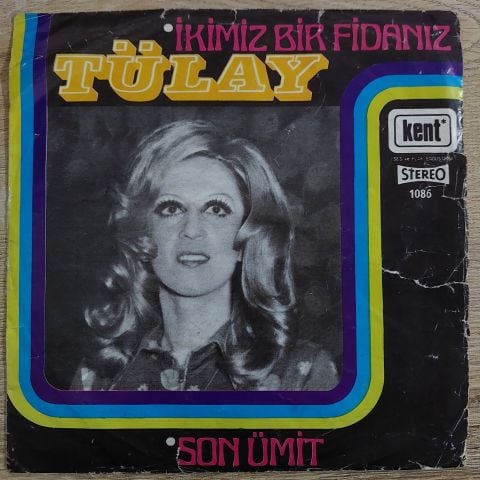 İKİMİZ BİR FİDANIZ
TÜLAY
kent*
STEREO
1086
SON ÜMİT